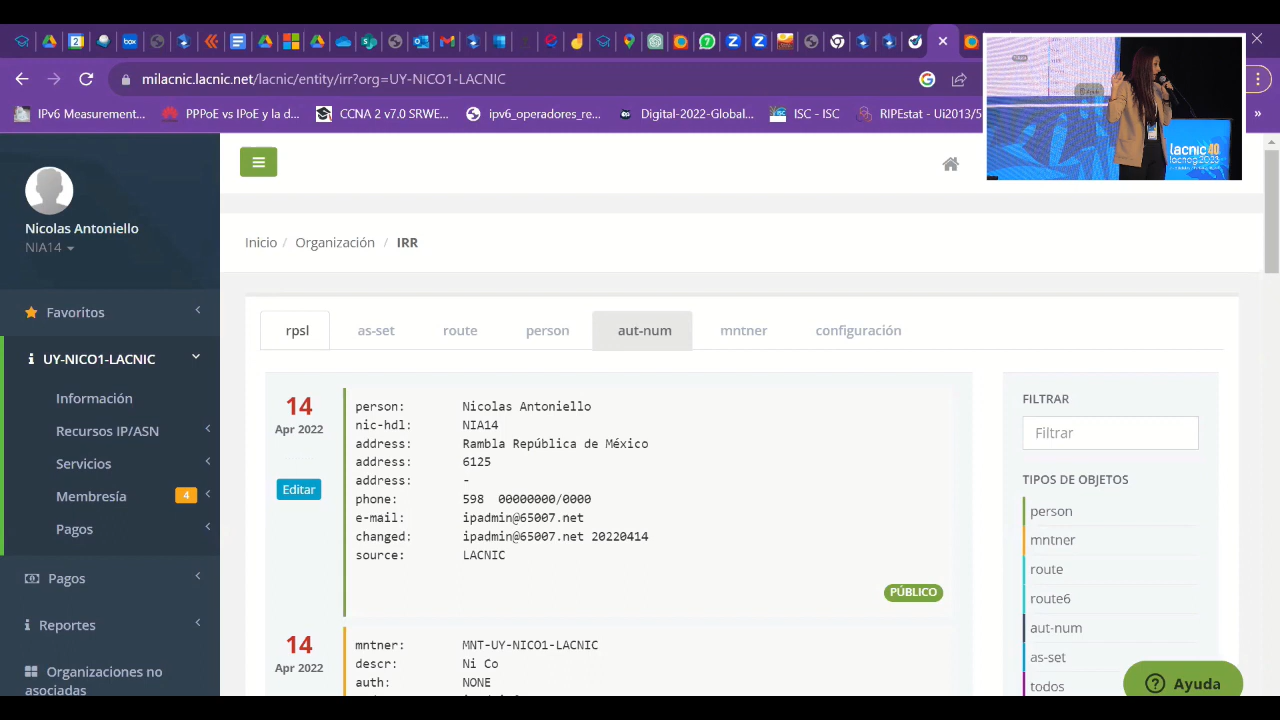 milacnic.lacnic.net/lacnic/entity/irr?org=UY-NICO1-LACNIC
IPv6 Measurement...
PPPoE vs IPoE y la d...
CCNA 2 v7.0 SRWE...
ipv6_operadores_re...
Digital-2022-Global...
ISC - ISC
RIPEstat - Ui2013/5
»
lacnic 40
lacnog2023
Nicolas Antoniello
NIA14
Favoritos
UY-NICO1-LACNIC
Información
Recursos IP/ASN
Servicios
Membresía 4
Pagos
Pagos
Reportes
Organizaciones no
asociadas
Inicio / Organización / IRR
rpsl as-set route person aut-num mntner configuración
14
Apr 2022
Editar
person: Nicolas Antoniello
nic-hdl: NIA14
address: Rambla República de México
address: 6125
address: -
phone: 598 00000000/0000
e-mail: ipadmin@65007.net
changed: ipadmin@65007.net 20220414
source: LACNIC
PÚBLICO
14
Apr 2022
mntner: MNT-UY-NICO1-LACNIC
descr: Ni Co
auth: NONE
FILTRAR
Filtrar
TIPOS DE OBJETOS
person
mntner
route
route6
aut-num
as-set
todos
Ayuda